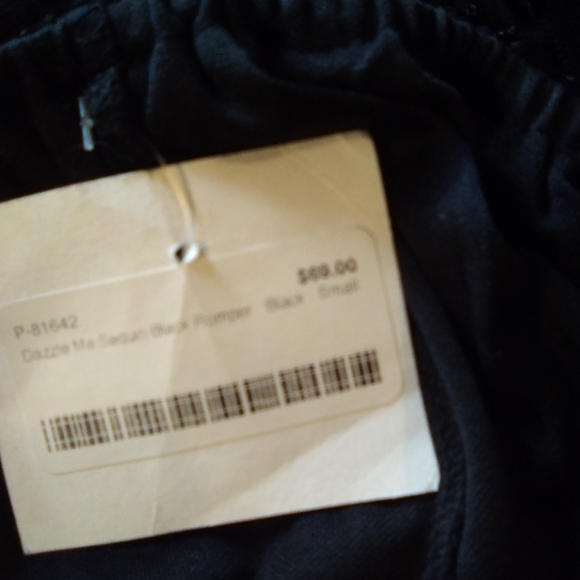 $69.00
P-81642
Dazzle Me Sequin Black Romper Black Small